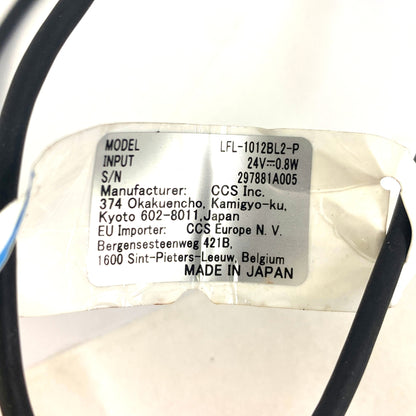 MODEL LFL-1012BL2-P
INPUT 24V⎓0.8W
S/N 297881A005
Manufacturer: CCS Inc.
374 Okakuencho, Kamigyo-ku,
Kyoto 602-8011,Japan
EU Importer: CCS Europe N.V.
Bergensesteenweg 421B,
1600 Sint-Pieters-Leeuw, Belgium
MADE IN JAPAN